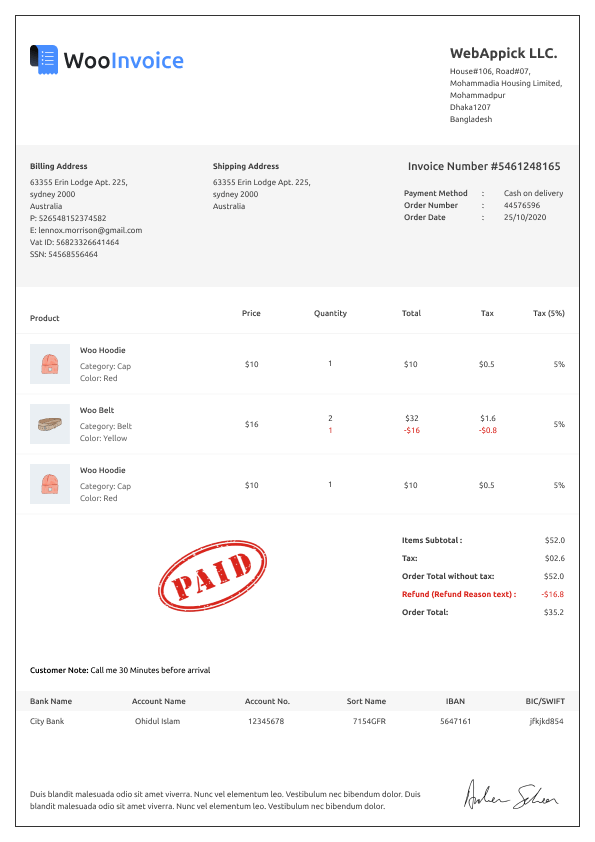 WooInvoice
WebAppick LLC.
House#106, Road#07,
Mohammadia Housing Limited,
Mohammadpur
Dhaka1207
Bangladesh
Billing Address
63355 Erin Lodge Apt. 225,
sydney 2000
Australia
P: 526548152374582
E: lennox.morrison@gmail.com
Vat ID: 56823326641464
SSN: 54568556464
Shipping Address
63355 Erin Lodge Apt. 225,
sydney 2000
Australia
Invoice Number #5461248165
Payment Method : Cash on delivery
Order Number : 44576596
Order Date : 25/10/2020
Product Price Quantity Total Tax Tax (5%)
Woo Hoodie
Category: Cap
Color: Red
$10 1 $10 $0.5 5%
Woo Belt
Category: Belt
Color: Yellow
$16 2 $32 $1.6 5%
1 -$16 -$0.8
Woo Hoodie
Category: Cap
Color: Red
$10 1 $10 $0.5 5%
PAID
Items Subtotal : $52.0
Tax: $02.6
Order Total without tax: $52.0
Refund (Refund Reason text) : -$16.8
Order Total: $35.2
Customer Note: Call me 30 Minutes before arrival
Bank Name Account Name Account No. Sort Name IBAN BIC/SWIFT
City Bank Ohidul Islam 12345678 7154GFR 5647161 jfkjkd854
Duis blandit malesuada odio sit amet viverra. Nunc vel elementum leo. Vestibulum nec bibendum dolor. Duis
blandit malesuada odio sit amet viverra. Nunc vel elementum leo. Vestibulum nec bibendum dolor.